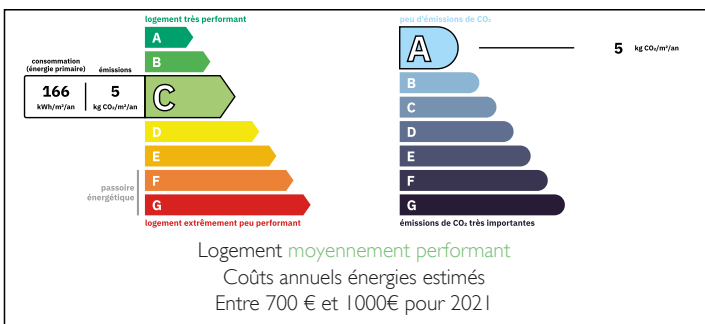 logement très performant
A
B
consommation
(énergie primaire)
émissions
166
kWh/m²/an
5
kg CO₂/m²/an
C
D
E
F
G
passoire
énergétique
logement extrêmement peu performant
peu d'émissions de CO₂
A
5 kg CO₂/m²/an
B
C
D
E
F
G
émissions de CO₂ très importantes
Logement moyennement performant
Coûts annuels énergies estimés
Entre 700 € et 1000€ pour 2021